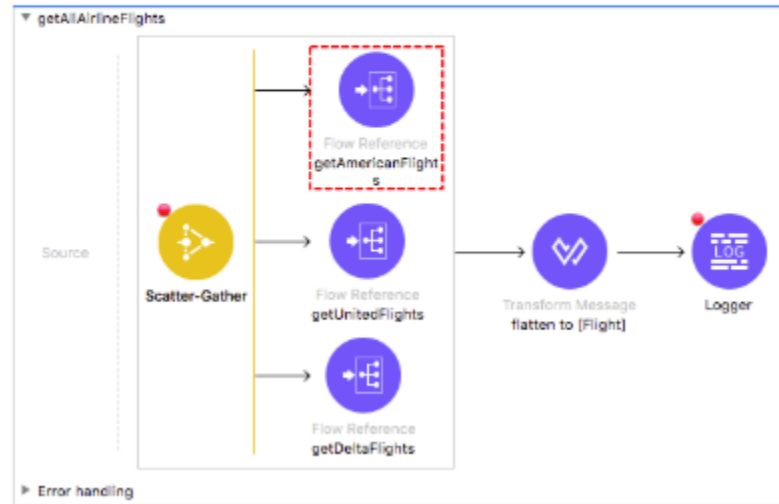 getAllAirlineFlights
Source
Scatter-Gather
Flow Reference
getAmericanFlight
s
Flow Reference
getUnitedFlights
Flow Reference
getDeltaFlights
Transform Message
flatten to [Flight]
LOG
Logger
Error handling